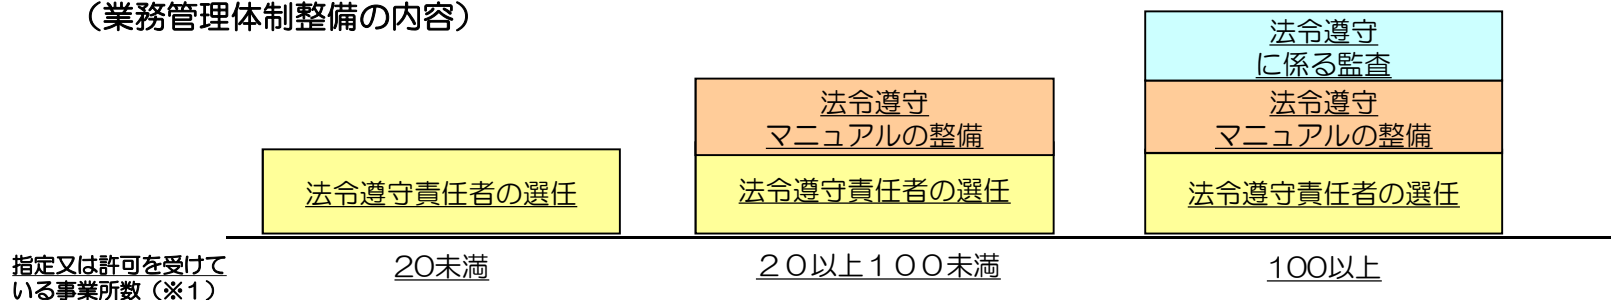 （業務管理体制整備の内容）
法令遵守
に係る監査
法令遵守
マニュアルの整備
法令遵守
マニュアルの整備
法令遵守責任者の選任
法令遵守責任者の選任
法令遵守責任者の選任
指定又は許可を受けて
いる事業所数（※１）
20未満
２０以上１００未満
100以上